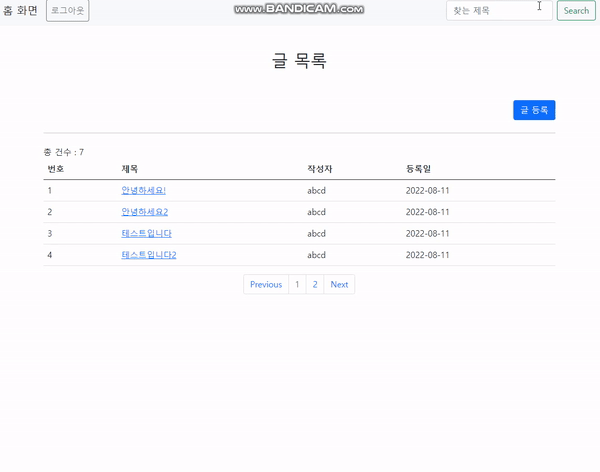 홈 화면 로그아웃 www.BANDICAM.com 찾는 제목 Search
글 목록
글 등록
총 건수 : 7
번호 제목 작성자 등록일
1 안녕하세요! abcd 2022-08-11
2 안녕하세요2 abcd 2022-08-11
3 테스트입니다 abcd 2022-08-11
4 테스트입니다2 abcd 2022-08-11
Previous 1 2 Next